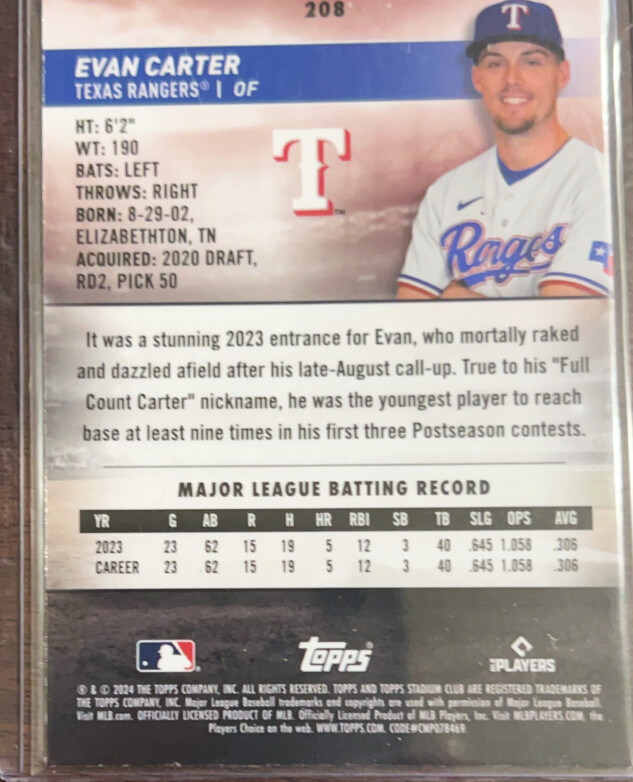 208
T
EVAN CARTER
TEXAS RANGERS® | OF
HT: 6'2"
WT: 190
BATS: LEFT
THROWS: RIGHT
BORN: 8-29-02,
ELIZABETHTON, TN
ACQUIRED: 2020 DRAFT,
RD2, PICK 50
T™
Rangers
It was a stunning 2023 entrance for Evan, who mortally raked
and dazzled afield after his late-August call-up. True to his "Full
Count Carter" nickname, he was the youngest player to reach
base at least nine times in his first three Postseason contests.
MAJOR LEAGUE BATTING RECORD
YR G AB R H HR RBI SB TB SLG OPS AVG
2023 23 62 15 19 5 12 3 40 .645 1.058 .306
CAREER 23 62 15 19 5 12 3 40 .645 1.058 .306
topps®
PLAYERS
® & © 2024 THE TOPPS COMPANY, INC. ALL RIGHTS RESERVED. TOPPS AND TOPPS STADIUM CLUB ARE REGISTERED TRADEMARKS OF
THE TOPPS COMPANY, INC. Major League Baseball trademarks and copyrights are used with permission of Major League Baseball.
Visit MLB.com. OFFICIALLY LICENSED PRODUCT OF MLB. Officially Licensed Product of MLB Players, Inc. Visit MLBPLAYERS.COM, the
Players Choice on the web. WWW.TOPPS.COM. CODE#CMP078469